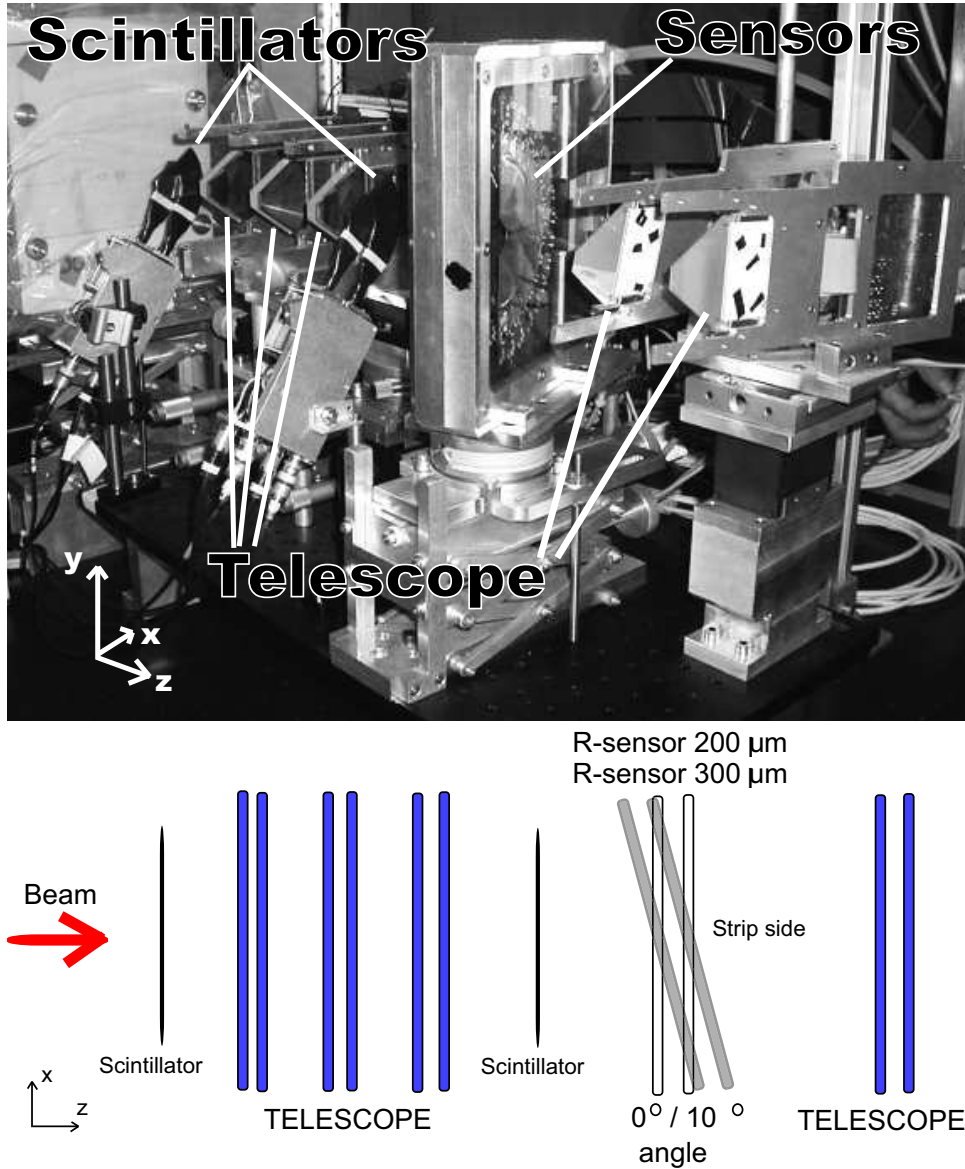 Scintillators
Sensors
Telescope
y
x
z
R-sensor 200 µm
R-sensor 300 µm
Beam
Strip side
Scintillator
Scintillator
x
z
TELESCOPE
0° / 10 °
angle
TELESCOPE